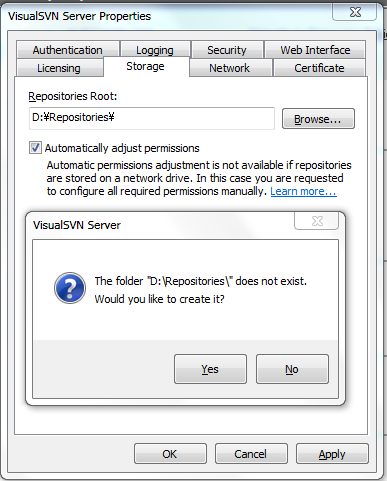 VisualSVN Server Properties
Authentication Logging Security Web Interface
Licensing Storage Network Certificate
Repositories Root:
D:¥Repositories¥ Browse...
Automatically adjust permissions
Automatic permissions adjustment is not available if repositories
are stored on a network drive. In this case you are requested
to configure all required permissions manually. Learn more...
VisualSVN Server
The folder "D:\Repositories\" does not exist.
Would you like to create it?
Yes No
OK Cancel Apply